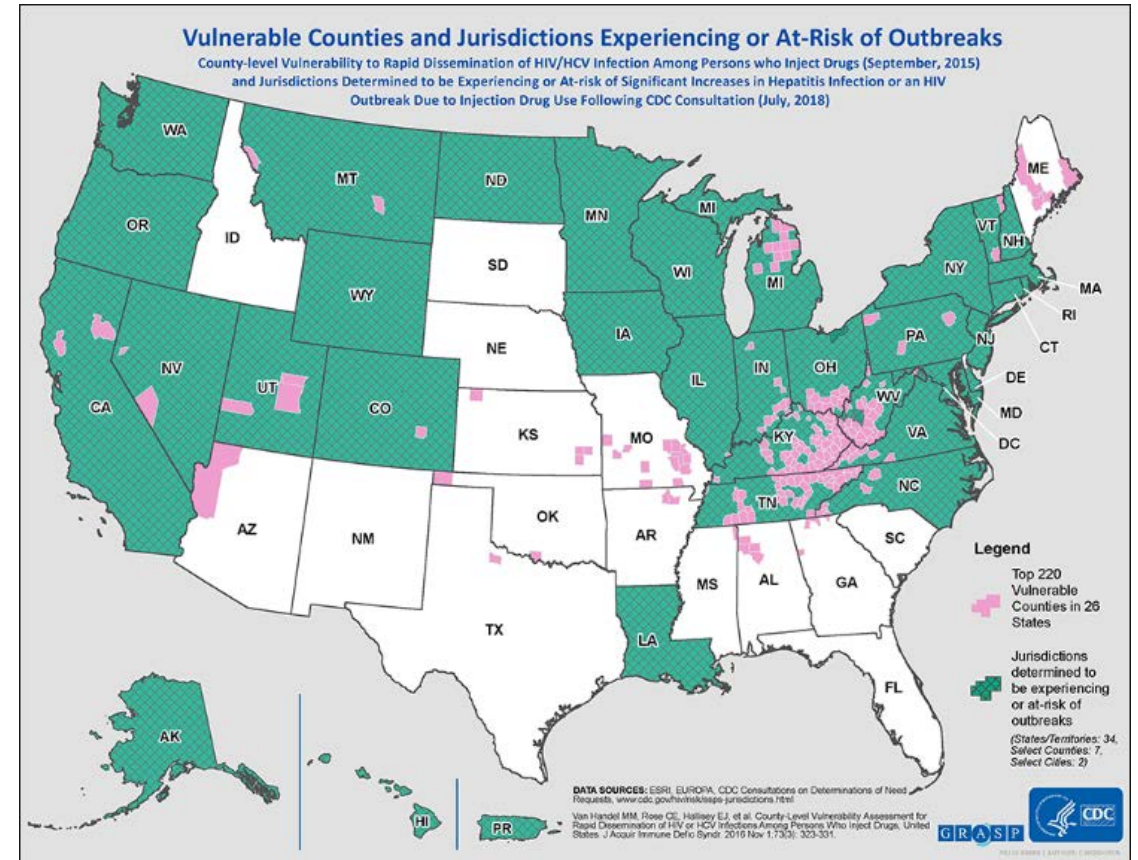 Vulnerable Counties and Jurisdictions Experiencing or At-Risk of Outbreaks
County-level Vulnerability to Rapid Dissemination of HIV/HCV Infection Among Persons who Inject Drugs (September, 2015)
and Jurisdictions Determined to be Experiencing or At-risk of Significant Increases in Hepatitis Infection or an HIV
Outbreak Due to Injection Drug Use Following CDC Consultation (July, 2018)
WA
ME
MT
ND
MN
MI
VT
NH
OR
ID
SD
WI
NY
MI
MA
WY
RI
IA
PA
NJ
CT
NE
NV
IN
OH
DE
UT
IL
WV
CA
CO
MD
KS
MO
KY
VA
DC
TN
NC
OK
AZ
NM
AR
SC
MS
AL
GA
TX
LA
FL
AK
HI
PR
Legend
Top 220
Vulnerable
Counties in 26
States
Jurisdictions
determined to
be experiencing
or at-risk of
outbreaks
(States/Territories: 34,
Select Counties: 7,
Select Cities: 2)
DATA SOURCES: ESRI, EUROPA, CDC Consultations on Determinations of Need
Requests, www.cdc.gov/hiv/risk/ssps-jurisdictions.html
Van Handel MM, Rose CE, Hallisey EJ, et al. County-Level Vulnerability Assessment for
Rapid Dissemination of HIV or HCV Infections Among Persons Who Inject Drugs, United
States. J Acquir Immune Defic Syndr. 2016 Nov 1;73(3): 323-331.
GRASP
CDC